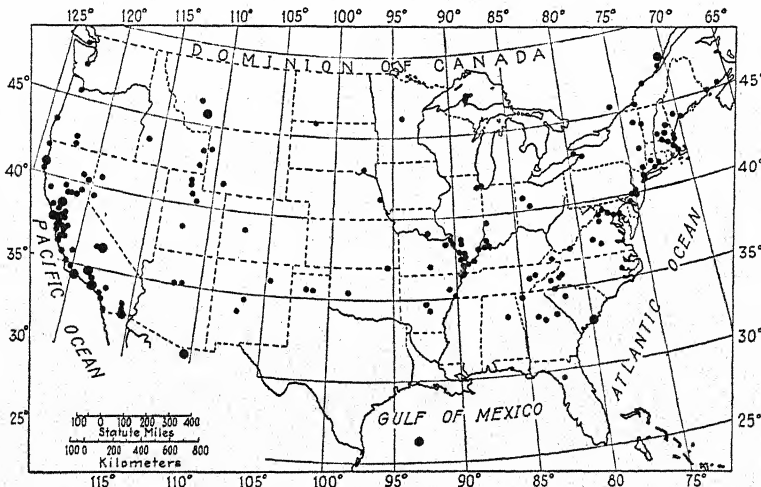 125° 120° 115° 110° 105° 100° 95° 90° 85° 80° 75° 70° 65°
DOMINION OF CANADA
45° 45°
40° 40°
35° 35°
30° 30°
25° 25°
PACIFIC OCEAN
ATLANTIC OCEAN
GULF OF MEXICO
100 0 100 200 300 400
Statute Miles
100 0 200 400 600 800
Kilometers
115° 110° 105° 100° 95° 90° 85° 80° 75°